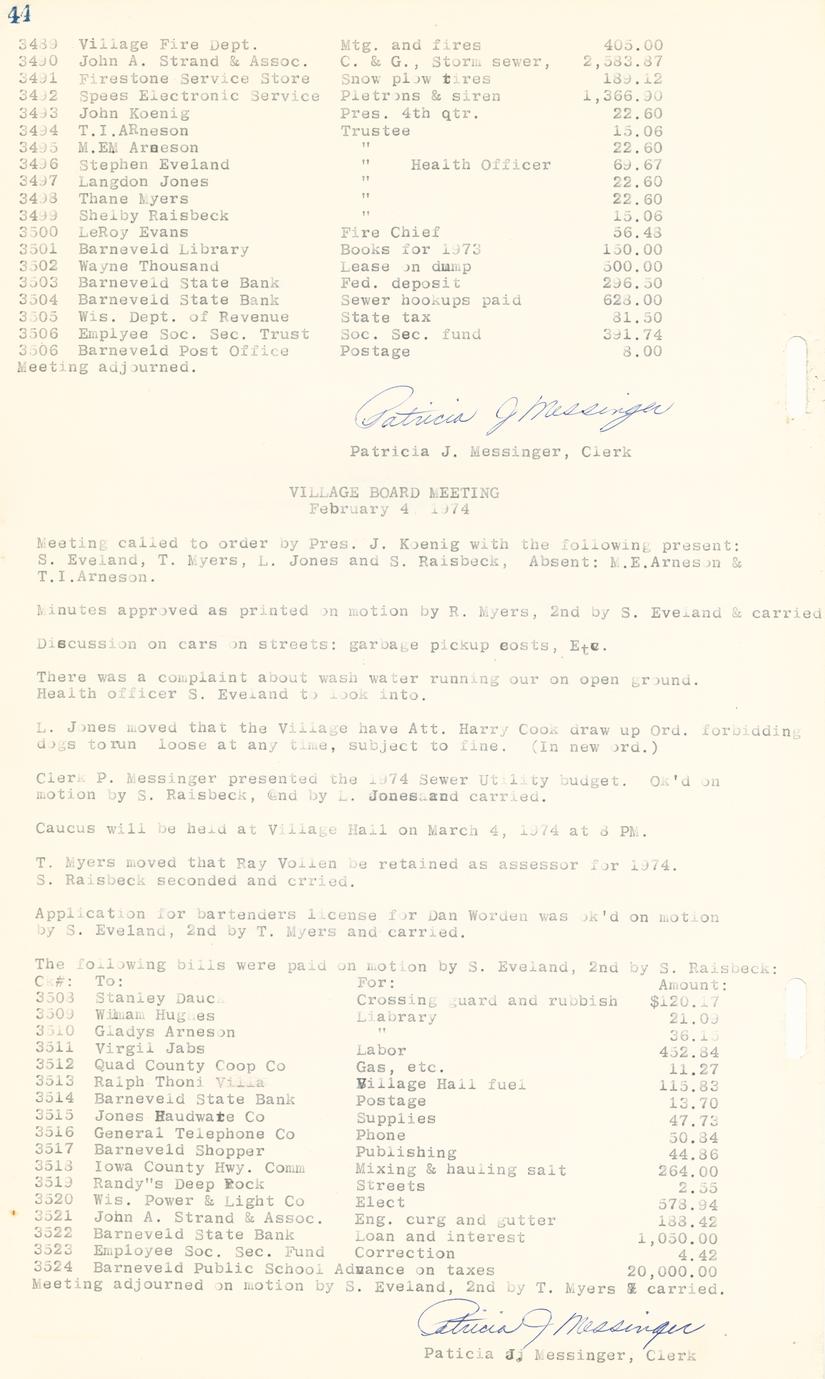 44
3489 Village Fire Dept. Mtg. and fires 405.00
3490 John A. Strand & Assoc. C. & G., Storm sewer, 2,583.87
3491 Firestone Service Store Snow plow tires 189.12
3492 Spees Electronic Service Pletrons & siren 1,366.90
3493 John Koenig Pres. 4th qtr. 22.60
3494 T.I.ARneson Trustee 15.06
3495 M.EM Arneson " 22.60
3496 Stephen Eveland " Health Officer 69.67
3497 Langdon Jones " 22.60
3498 Thane Myers " 22.60
3499 Shelby Raisbeck " 15.06
3500 LeRoy Evans Fire Chief 56.48
3501 Barneveld Library Books for 1973 150.00
3502 Wayne Thousand Lease on dump 500.00
3503 Barneveld State Bank Fed. deposit 296.50
3504 Barneveld State Bank Sewer hookups paid 628.00
3505 Wis. Dept. of Revenue State tax 81.50
3506 Emplyee Soc. Sec. Trust Soc. Sec. fund 391.74
3506 Barneveld Post Office Postage 8.00
Meeting adjourned.
Patricia J Messinger
Patricia J. Messinger, Clerk
VILLAGE BOARD MEETING
February 4 1974
Meeting called to order by Pres. J. Koenig with the following present:
S. Eveland, T. Myers, L. Jones and S. Raisbeck, Absent: M.E.Arneson &
T.I.Arneson.
Minutes approved as printed on motion by R. Myers, 2nd by S. Eveland & carried
Discussion on cars on streets: garbage pickup costs, Etc.
There was a complaint about wash water running our on open ground.
Health officer S. Eveland to look into.
L. Jones moved that the Village have Att. Harry Cook draw up Ord. forbidding
dogs torun loose at any time, subject to fine. (In new ord.)
Clerk P. Messinger presented the 1974 Sewer Utility budget. Ok'd on
motion by S. Raisbeck, @nd by L. Jones and carried.
Caucus will be held at Village Hall on March 4, 1974 at 8 PM.
T. Myers moved that Ray Vollen be retained as assessor for 1974.
S. Raisbeck seconded and crried.
Application for bartenders license for Dan Worden was ok'd on motion
by S. Eveland, 2nd by T. Myers and carried.
The following bills were paid on motion by S. Eveland, 2nd by S. Raisbeck:
Ck#: To: For: Amount:
3508 Stanley Dauck Crossing guard and rubbish $120.17
3509 Hughes Liabrary 21.09
3510 Gladys Arneson " 36.15
3511 Virgil Jabs Labor 452.84
3512 Quad County Coop Co Gas, etc. 11.27
3513 Ralph Thoni Village Hall fuel 115.83
3514 Barneveld State Bank Postage 13.70
3515 Jones Haudwate Co Supplies 47.73
3516 General Telephone Co Phone 50.84
3517 Barneveld Shopper Publishing 44.86
3518 Iowa County Hwy. Comm Mixing & hauling salt 264.00
3519 Randy"s Deep Rock Streets 2.55
3520 Wis. Power & Light Co Elect 578.94
3521 John A. Strand & Assoc. Eng. curg and gutter 188.42
3522 Barneveld State Bank Loan and interest 1,050.00
3523 Employee Soc. Sec. Fund Correction 4.42
3524 Barneveld Public School Advance on taxes 20,000.00
Meeting adjourned on motion by S. Eveland, 2nd by T. Myers & carried.
Patricia J Messinger
Paticia J. Messinger, Clerk